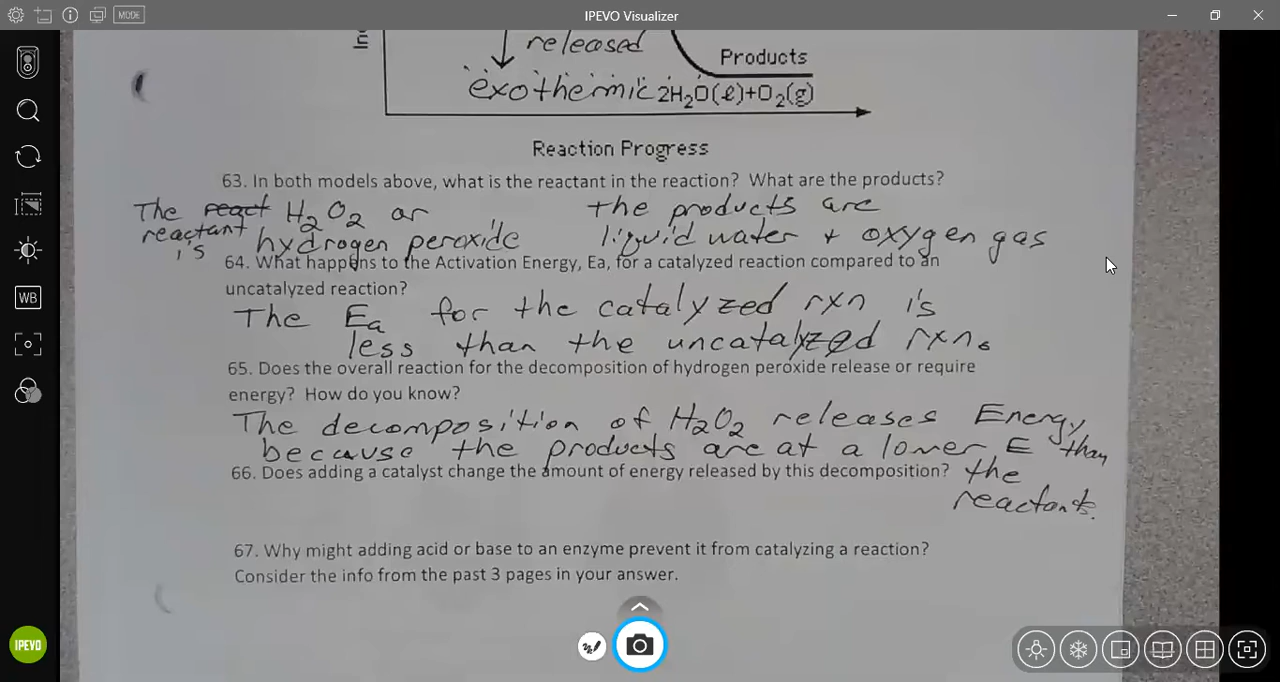 MODE
IPEVO Visualizer
WB
IPEVO
released
Products
exothermic 2H₂O(ℓ)+O₂(g)
Reaction Progress
63. In both models above, what is the reactant in the reaction? What are the products?
The react H₂O₂ or
reactant is hydrogen peroxide
the products are
liquid water + oxygen gas
64. What happens to the Activation Energy, Ea, for a catalyzed reaction compared to an
uncatalyzed reaction?
The Ea for the catalyzed rxn is
less than the uncatalyzed rxn.
65. Does the overall reaction for the decomposition of hydrogen peroxide release or require
energy? How do you know?
The decomposition of H₂O₂ releases Energy
because the products are at a lower E than
the
reactants.
66. Does adding a catalyst change the amount of energy released by this decomposition?
67. Why might adding acid or base to an enzyme prevent it from catalyzing a reaction?
Consider the info from the past 3 pages in your answer.